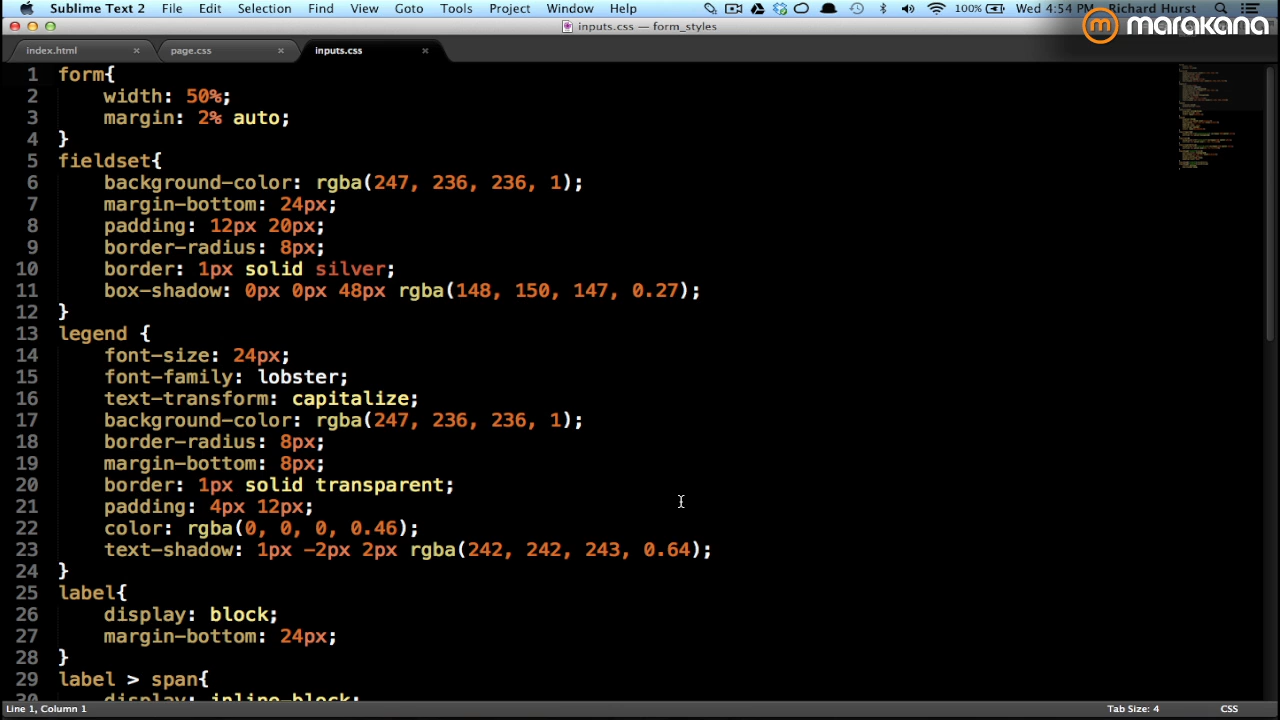 Sublime Text 2 File Edit Selection Find View Goto Tools Project Window Help 100% Wed 4:54 PM Richard Hurst
marakana
inputs.css — form_styles
index.html × page.css × inputs.css ×
1 form{
2 width: 50%;
3 margin: 2% auto;
4 }
5 fieldset{
6 background-color: rgba(247, 236, 236, 1);
7 margin-bottom: 24px;
8 padding: 12px 20px;
9 border-radius: 8px;
10 border: 1px solid silver;
11 box-shadow: 0px 0px 48px rgba(148, 150, 147, 0.27);
12 }
13 legend {
14 font-size: 24px;
15 font-family: lobster;
16 text-transform: capitalize;
17 background-color: rgba(247, 236, 236, 1);
18 border-radius: 8px;
19 margin-bottom: 8px;
20 border: 1px solid transparent;
21 padding: 4px 12px;
22 color: rgba(0, 0, 0, 0.46);
23 text-shadow: 1px -2px 2px rgba(242, 242, 243, 0.64);
24 }
25 label{
26 display: block;
27 margin-bottom: 24px;
28 }
29 label > span{
30 display: inline-block;
Line 1, Column 1 Tab Size: 4 CSS